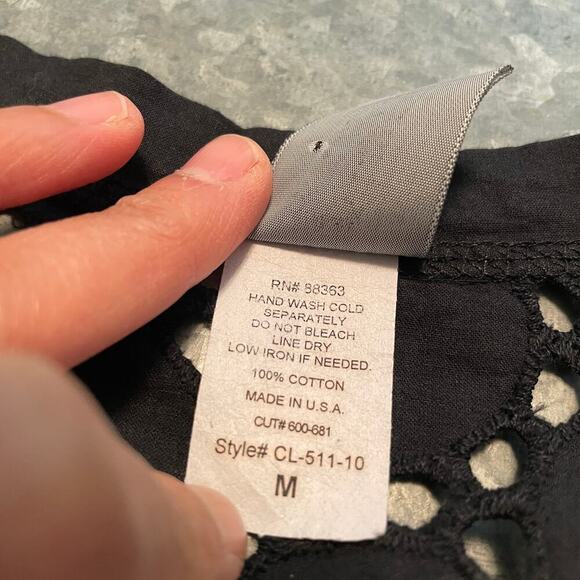 RN# 88363
HAND WASH COLD
SEPARATELY
DO NOT BLEACH
LINE DRY
LOW IRON IF NEEDED.
100% COTTON
MADE IN U.S.A.
CUT# 600-681
Style# CL-511-10
M